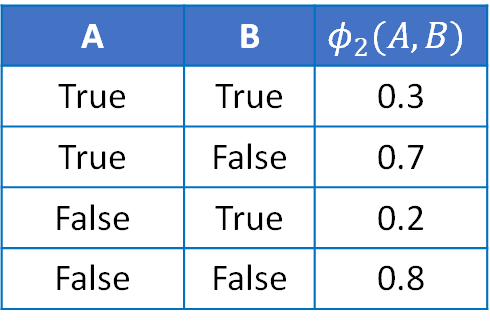 A B ϕ₂(A, B)
True True 0.3
True False 0.7
False True 0.2
False False 0.8